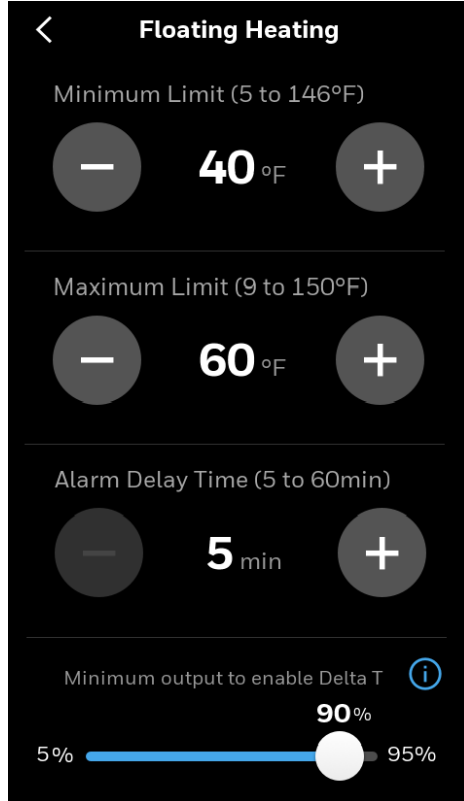 Floating Heating
Minimum Limit (5 to 146°F)
40 °F
Maximum Limit (9 to 150°F)
60 °F
Alarm Delay Time (5 to 60min)
5 min
Minimum output to enable Delta T i
90%
5% 95%